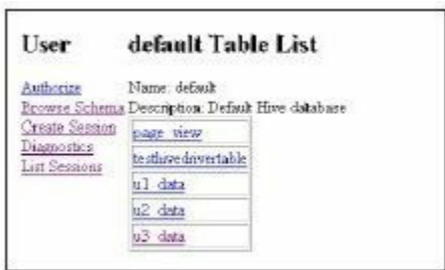 User
Authorize
Browse Schema
Create Session
Diagnostics
List Sessions
default Table List
Name: default
Description: Default Hive database
page_view
testhivedrivertable
u1_data
u2_data
u3_data